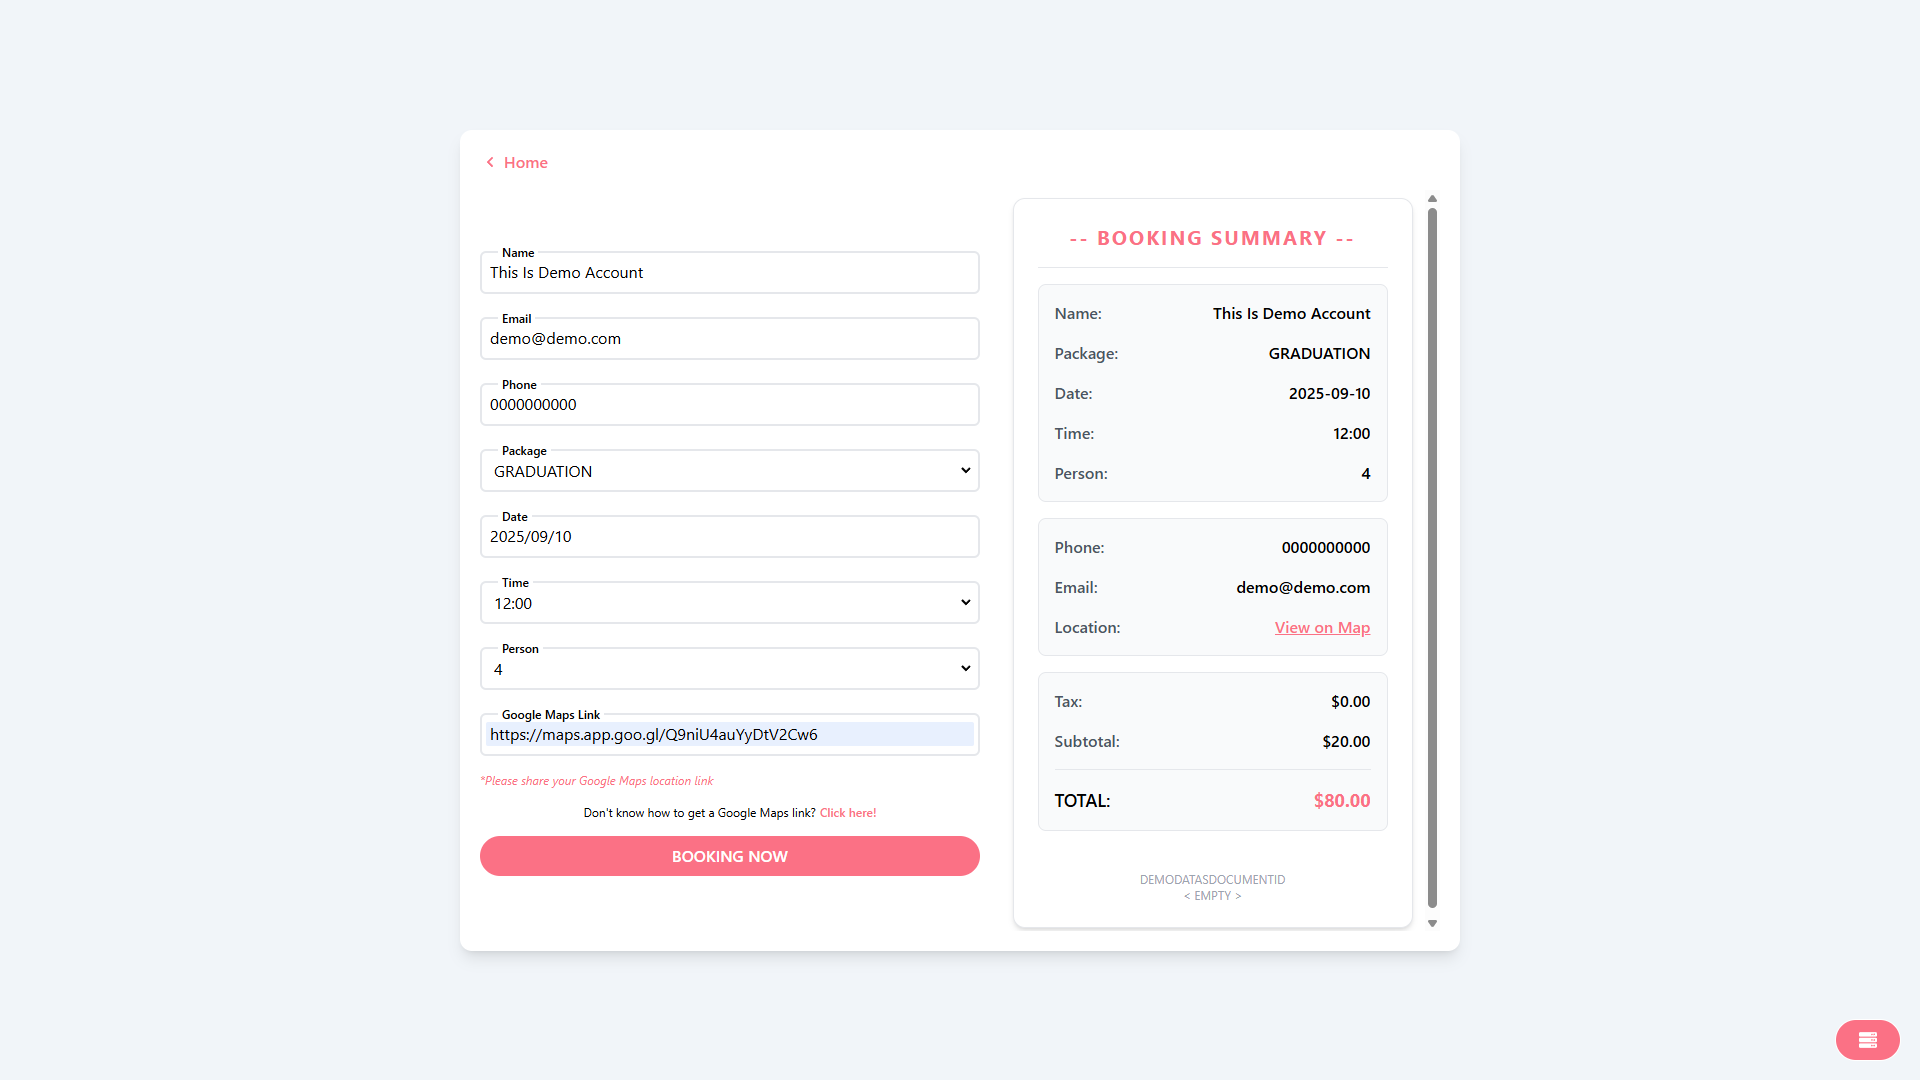 Home
Name
This Is Demo Account
Email
demo@demo.com
Phone
0000000000
Package
GRADUATION
Date
2025/09/10
Time
12:00
Person
4
Google Maps Link
https://maps.app.goo.gl/Q9niU4auYyDtV2Cw6
*Please share your Google Maps location link
Don't know how to get a Google Maps link? Click here!
BOOKING NOW
-- BOOKING SUMMARY --
Name: This Is Demo Account
Package: GRADUATION
Date: 2025-09-10
Time: 12:00
Person: 4
Phone: 0000000000
Email: demo@demo.com
Location: View on Map
Tax: $0.00
Subtotal: $20.00
TOTAL: $80.00
DEMODATASDOCUMENTID
< EMPTY >